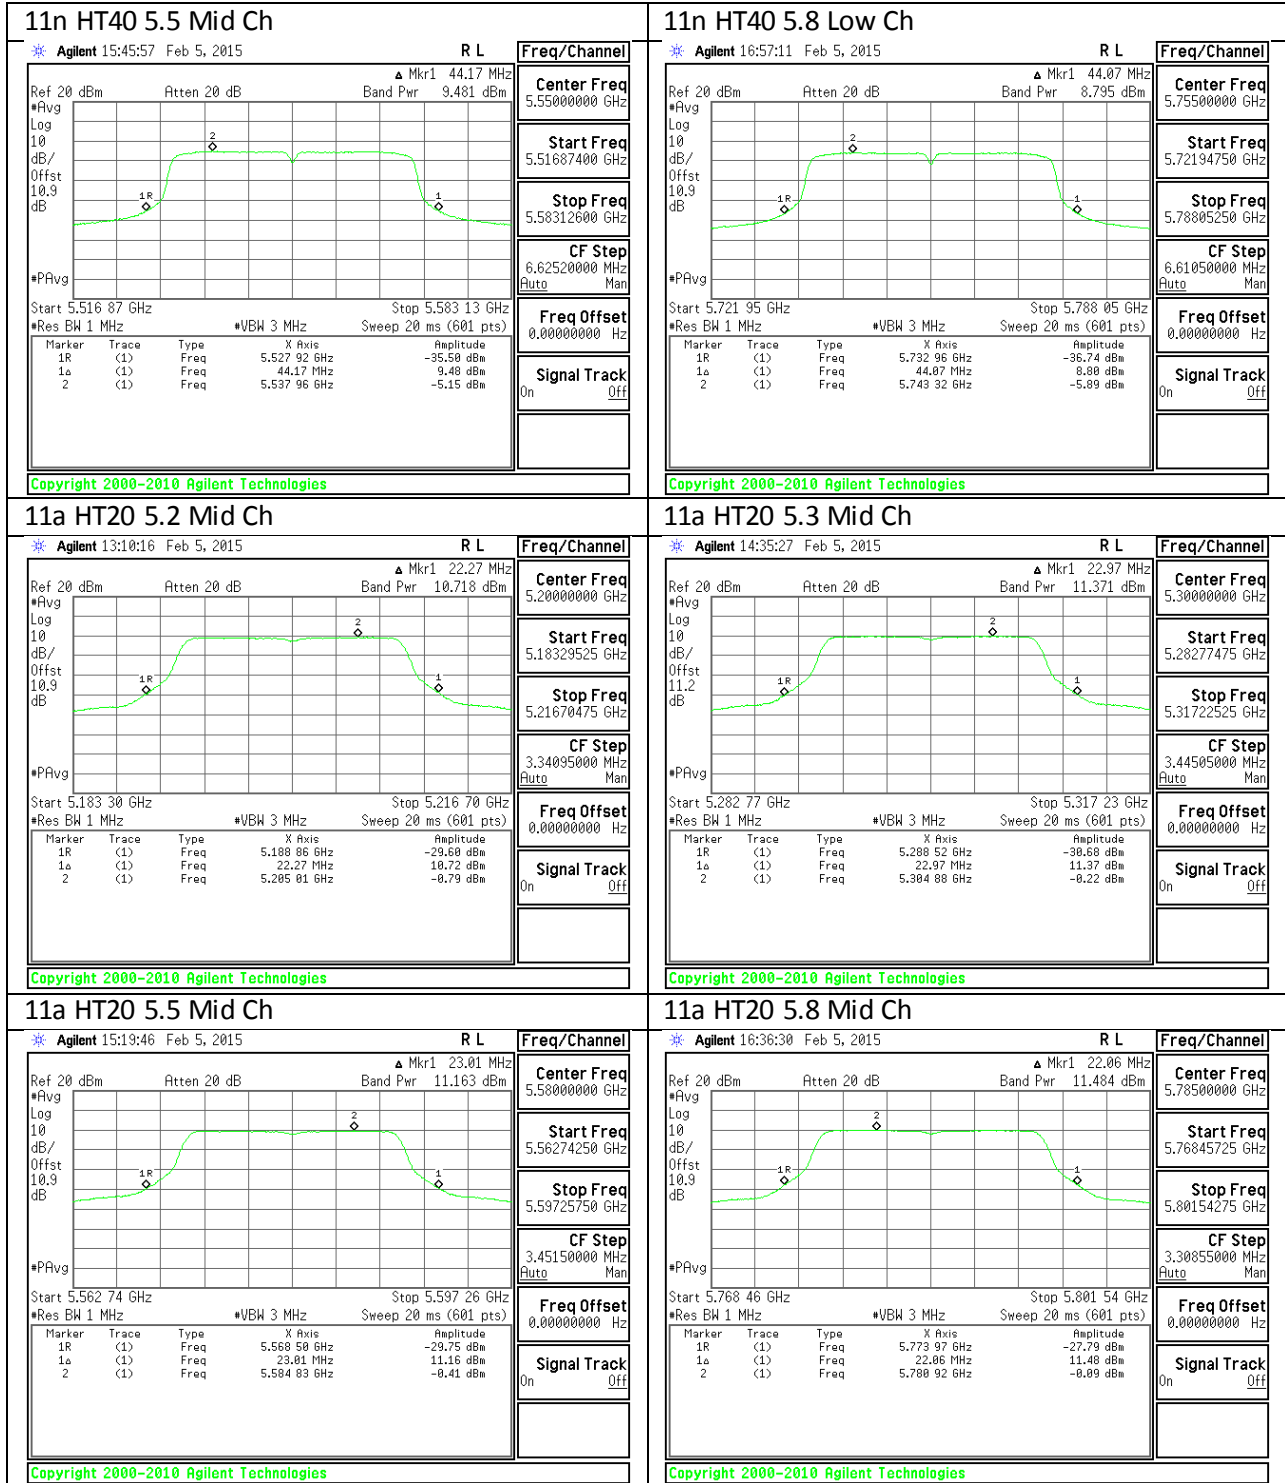 11n HT40 5.5 Mid Ch
Agilent 15:45:57 Feb 5, 2015 R L
Freq/Channel
Δ Mkr1 44.17 MHz
Ref 20 dBm Atten 20 dB Band Pwr 9.481 dBm
#Avg
Log
10
dB/
Offst
10.9
dB
#PAvg
2
1R
1
Start 5.516 87 GHz Stop 5.583 13 GHz
#Res BW 1 MHz #VBW 3 MHz Sweep 20 ms (601 pts)
Marker Trace Type X Axis Amplitude
1R (1) Freq 5.527 92 GHz -35.50 dBm
1Δ (1) Freq 44.17 MHz 9.48 dBm
2 (1) Freq 5.537 96 GHz -5.15 dBm
Center Freq
5.55000000 GHz
Start Freq
5.51687400 GHz
Stop Freq
5.58312600 GHz
CF Step
6.62520000 MHz
Auto Man
Freq Offset
0.00000000 Hz
Signal Track
On Off
Copyright 2000-2010 Agilent Technologies
11n HT40 5.8 Low Ch
Agilent 16:57:11 Feb 5, 2015 R L
Freq/Channel
Δ Mkr1 44.07 MHz
Ref 20 dBm Atten 20 dB Band Pwr 8.795 dBm
#Avg
Log
10
dB/
Offst
10.9
dB
#PAvg
2
1R
1
Start 5.721 95 GHz Stop 5.788 05 GHz
#Res BW 1 MHz #VBW 3 MHz Sweep 20 ms (601 pts)
Marker Trace Type X Axis Amplitude
1R (1) Freq 5.732 96 GHz -36.74 dBm
1Δ (1) Freq 44.07 MHz 8.80 dBm
2 (1) Freq 5.743 32 GHz -5.89 dBm
Center Freq
5.75500000 GHz
Start Freq
5.72194750 GHz
Stop Freq
5.78805250 GHz
CF Step
6.61050000 MHz
Auto Man
Freq Offset
0.00000000 Hz
Signal Track
On Off
Copyright 2000-2010 Agilent Technologies
11a HT20 5.2 Mid Ch
Agilent 13:10:16 Feb 5, 2015 R L
Freq/Channel
Δ Mkr1 22.27 MHz
Ref 20 dBm Atten 20 dB Band Pwr 10.718 dBm
#Avg
Log
10
dB/
Offst
10.9
dB
#PAvg
2
1R
1
Start 5.183 30 GHz Stop 5.216 70 GHz
#Res BW 1 MHz #VBW 3 MHz Sweep 20 ms (601 pts)
Marker Trace Type X Axis Amplitude
1R (1) Freq 5.188 86 GHz -29.60 dBm
1Δ (1) Freq 22.27 MHz 10.72 dBm
2 (1) Freq 5.205 01 GHz -0.79 dBm
Center Freq
5.20000000 GHz
Start Freq
5.18329525 GHz
Stop Freq
5.21670475 GHz
CF Step
3.34095000 MHz
Auto Man
Freq Offset
0.00000000 Hz
Signal Track
On Off
Copyright 2000-2010 Agilent Technologies
11a HT20 5.3 Mid Ch
Agilent 14:35:27 Feb 5, 2015 R L
Freq/Channel
Δ Mkr1 22.97 MHz
Ref 20 dBm Atten 20 dB Band Pwr 11.371 dBm
#Avg
Log
10
dB/
Offst
11.2
dB
#PAvg
2
1R
1
Start 5.282 77 GHz Stop 5.317 23 GHz
#Res BW 1 MHz #VBW 3 MHz Sweep 20 ms (601 pts)
Marker Trace Type X Axis Amplitude
1R (1) Freq 5.288 52 GHz -30.68 dBm
1Δ (1) Freq 22.97 MHz 11.37 dBm
2 (1) Freq 5.304 88 GHz -0.22 dBm
Center Freq
5.30000000 GHz
Start Freq
5.28277475 GHz
Stop Freq
5.31722525 GHz
CF Step
3.44505000 MHz
Auto Man
Freq Offset
0.00000000 Hz
Signal Track
On Off
Copyright 2000-2010 Agilent Technologies
11a HT20 5.5 Mid Ch
Agilent 15:19:46 Feb 5, 2015 R L
Freq/Channel
Δ Mkr1 23.01 MHz
Ref 20 dBm Atten 20 dB Band Pwr 11.163 dBm
#Avg
Log
10
dB/
Offst
10.9
dB
#PAvg
2
1R
1
Start 5.562 74 GHz Stop 5.597 26 GHz
#Res BW 1 MHz #VBW 3 MHz Sweep 20 ms (601 pts)
Marker Trace Type X Axis Amplitude
1R (1) Freq 5.568 50 GHz -29.75 dBm
1Δ (1) Freq 23.01 MHz 11.16 dBm
2 (1) Freq 5.584 83 GHz -0.41 dBm
Center Freq
5.58000000 GHz
Start Freq
5.56274250 GHz
Stop Freq
5.59725750 GHz
CF Step
3.45150000 MHz
Auto Man
Freq Offset
0.00000000 Hz
Signal Track
On Off
Copyright 2000-2010 Agilent Technologies
11a HT20 5.8 Mid Ch
Agilent 16:36:30 Feb 5, 2015 R L
Freq/Channel
Δ Mkr1 22.06 MHz
Ref 20 dBm Atten 20 dB Band Pwr 11.484 dBm
#Avg
Log
10
dB/
Offst
10.9
dB
#PAvg
2
1R
1
Start 5.768 46 GHz Stop 5.801 54 GHz
#Res BW 1 MHz #VBW 3 MHz Sweep 20 ms (601 pts)
Marker Trace Type X Axis Amplitude
1R (1) Freq 5.773 97 GHz -27.79 dBm
1Δ (1) Freq 22.06 MHz 11.48 dBm
2 (1) Freq 5.780 92 GHz -0.09 dBm
Center Freq
5.78500000 GHz
Start Freq
5.76845725 GHz
Stop Freq
5.80154275 GHz
CF Step
3.30855000 MHz
Auto Man
Freq Offset
0.00000000 Hz
Signal Track
On Off
Copyright 2000-2010 Agilent Technologies